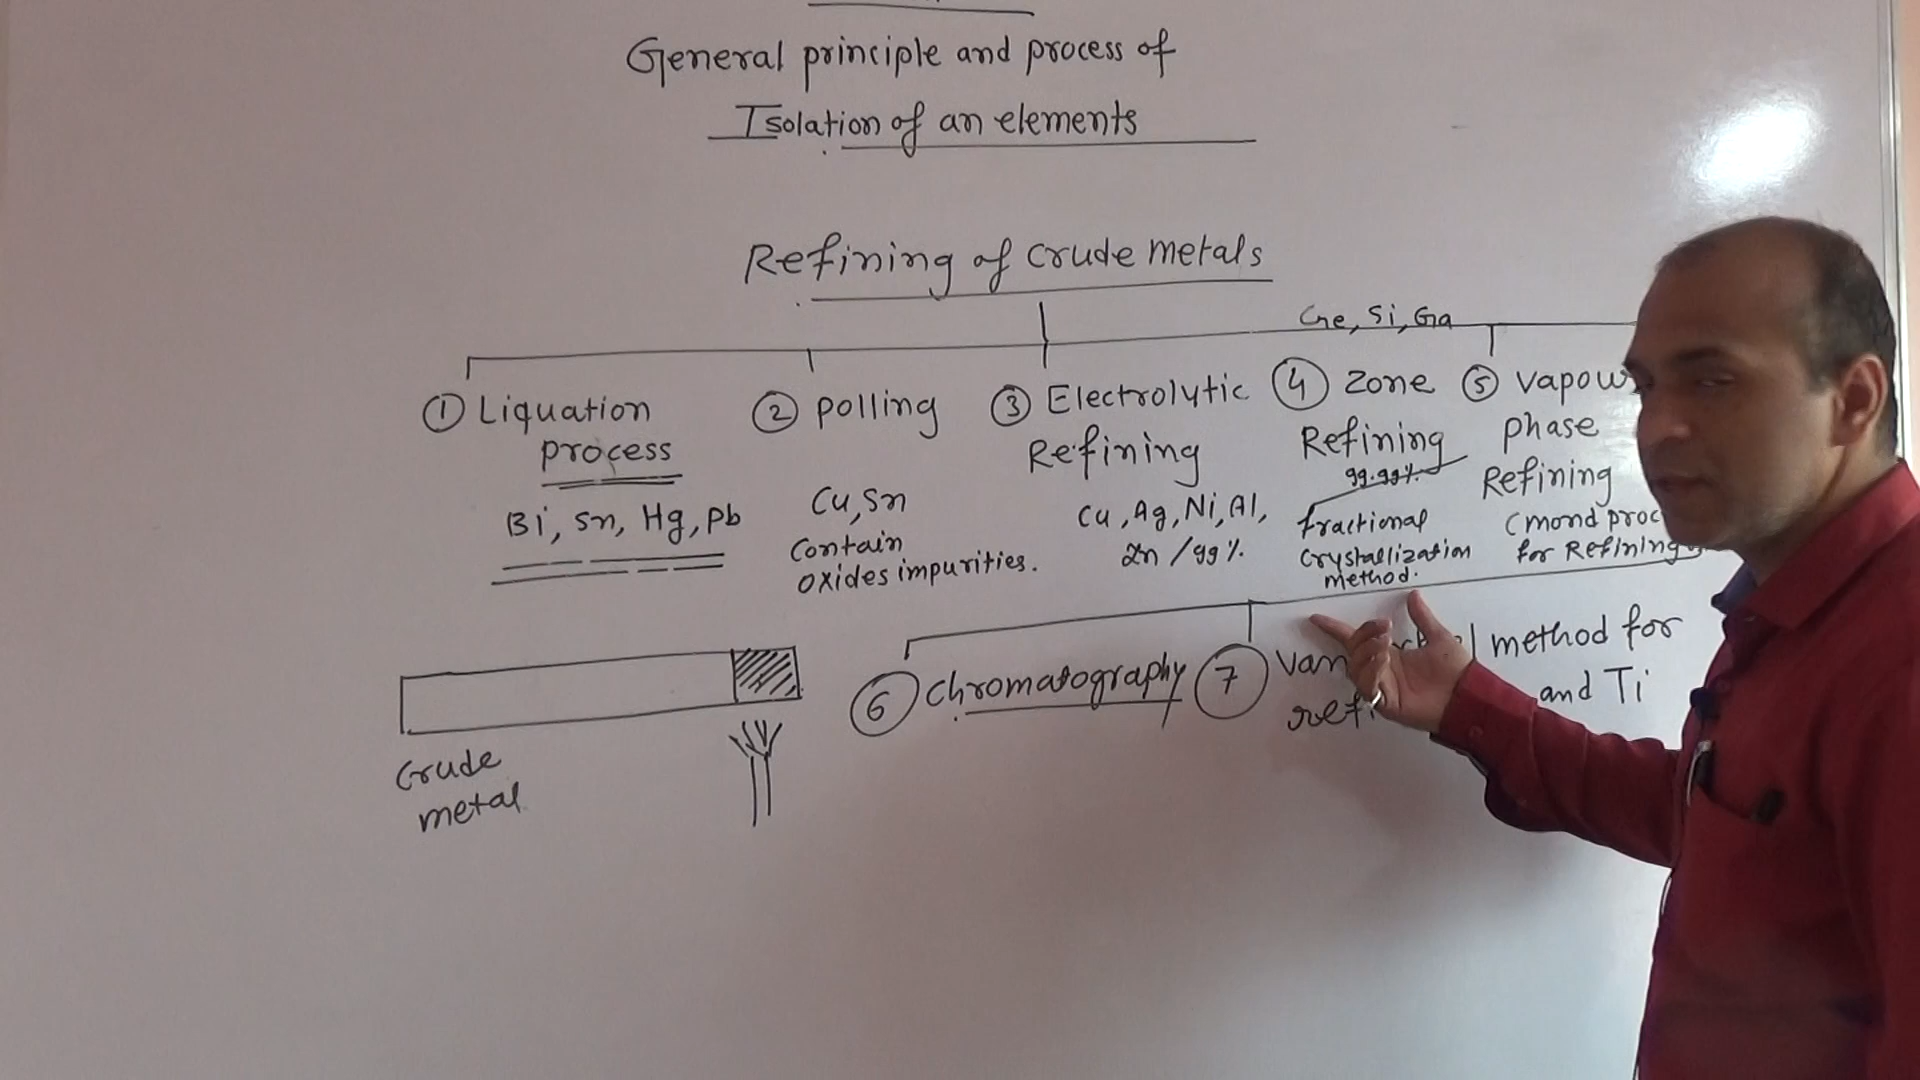 General principle and process of
Isolation of an elements
Refining of crude metals
Ge, Si, Ga
① Liquation
process
Bi, Sn, Hg, pb
② polling
Cu, Sn
Contain
oxides impurities.
③ Electrolytic
Refining
Cu, Ag, Ni, Al,
Zn / 99%
④ Zone
Refining
99.99%
fractional
crystallization
method.
⑤ vapou
phase
Refining
(mond proc
for Refining
⑥ chromatography
⑦ Van method for
and Ti
Crude
metal